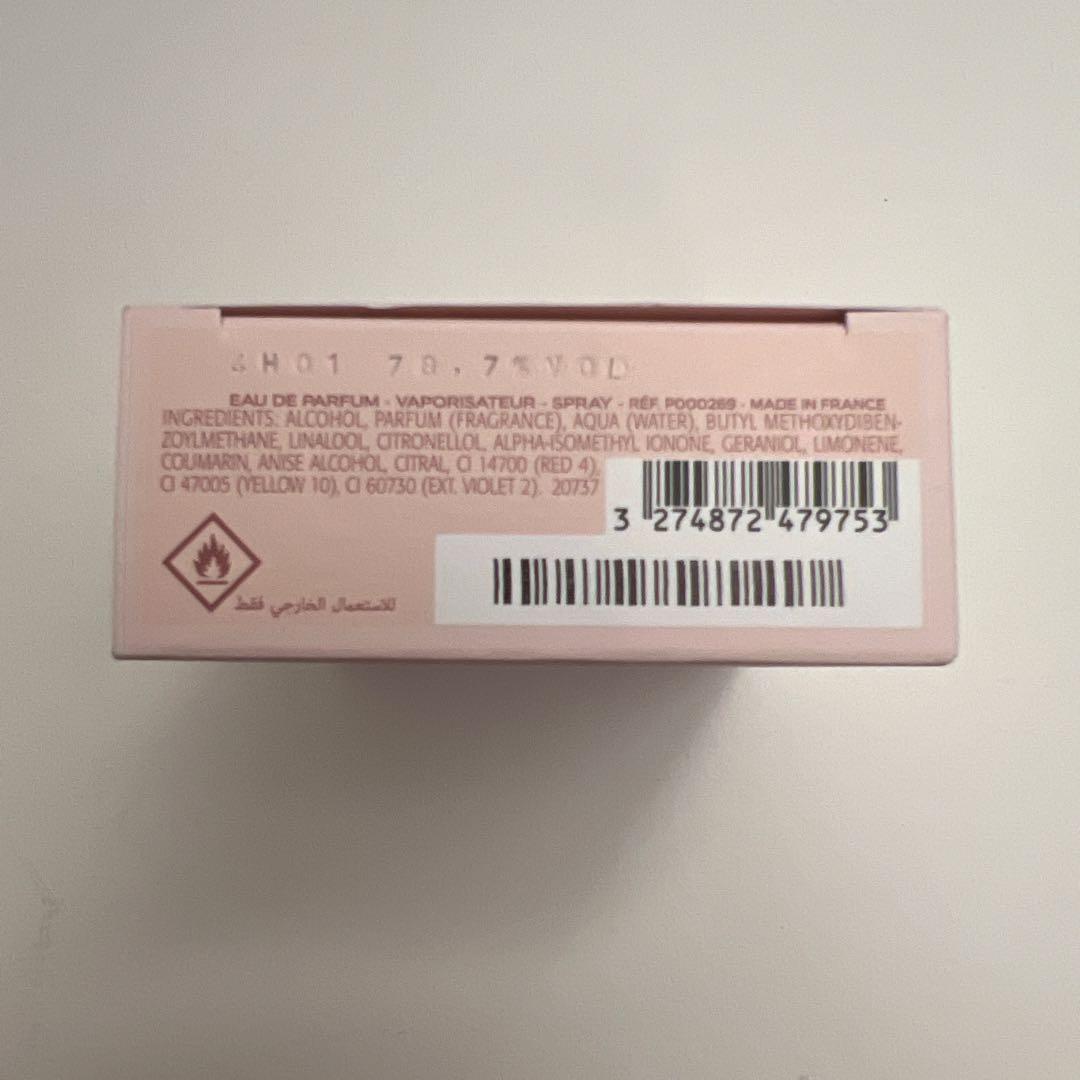 4H01 79.7%VOL
EAU DE PARFUM - VAPORISATEUR - SPRAY - RÉF P000269 - MADE IN FRANCE
INGREDIENTS: ALCOHOL, PARFUM (FRAGRANCE), AQUA (WATER), BUTYL METHOXYDIBEN-
ZOYLMETHANE, LINALOOL, CITRONELLOL, ALPHA-ISOMETHYL IONONE, GERANIOL, LIMONENE,
COUMARIN, ANISE ALCOHOL, CITRAL, CI 14700 (RED 4),
CI 47005 (YELLOW 10), CI 60730 (EXT. VIOLET 2). 20737
3 274872 479753
للاستعمال الخارجي فقط